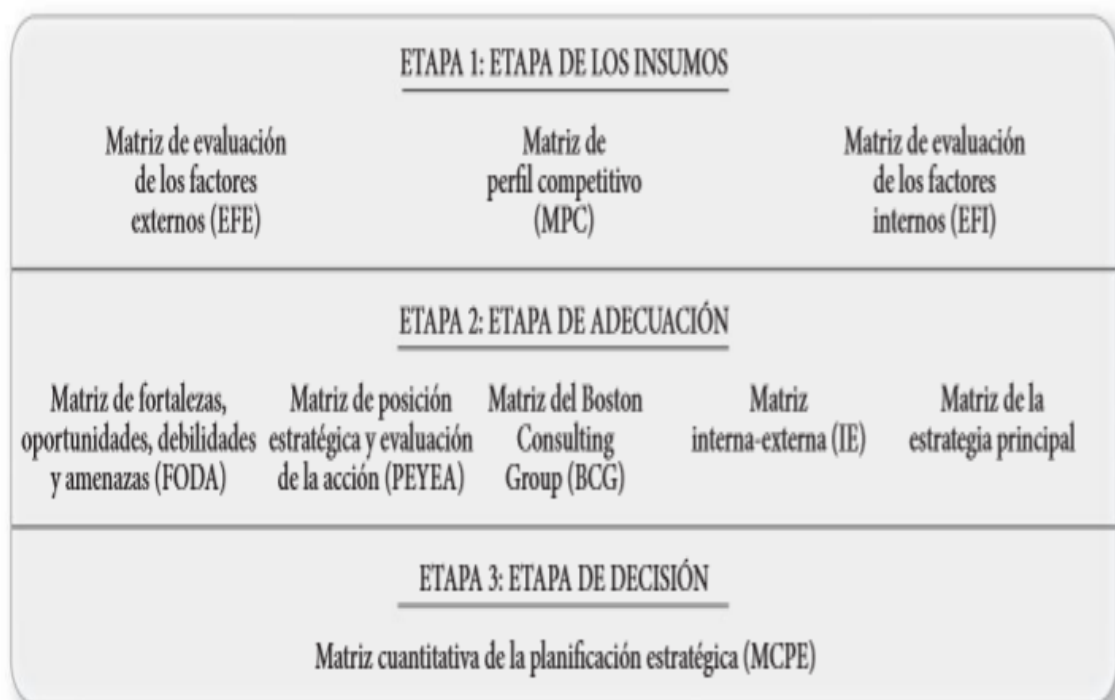 ETAPA 1: ETAPA DE LOS INSUMOS
Matriz de evaluación
de los factores
externos (EFE)
Matriz de
perfil competitivo
(MPC)
Matriz de evaluación
de los factores
internos (EFI)
ETAPA 2: ETAPA DE ADECUACIÓN
Matriz de fortalezas,
oportunidades, debilidades
y amenazas (FODA)
Matriz de posición
estratégica y evaluación
de la acción (PEYEA)
Matriz del Boston
Consulting
Group (BCG)
Matriz
interna-externa (IE)
Matriz de la
estrategia principal
ETAPA 3: ETAPA DE DECISIÓN
Matriz cuantitativa de la planificación estratégica (MCPE)